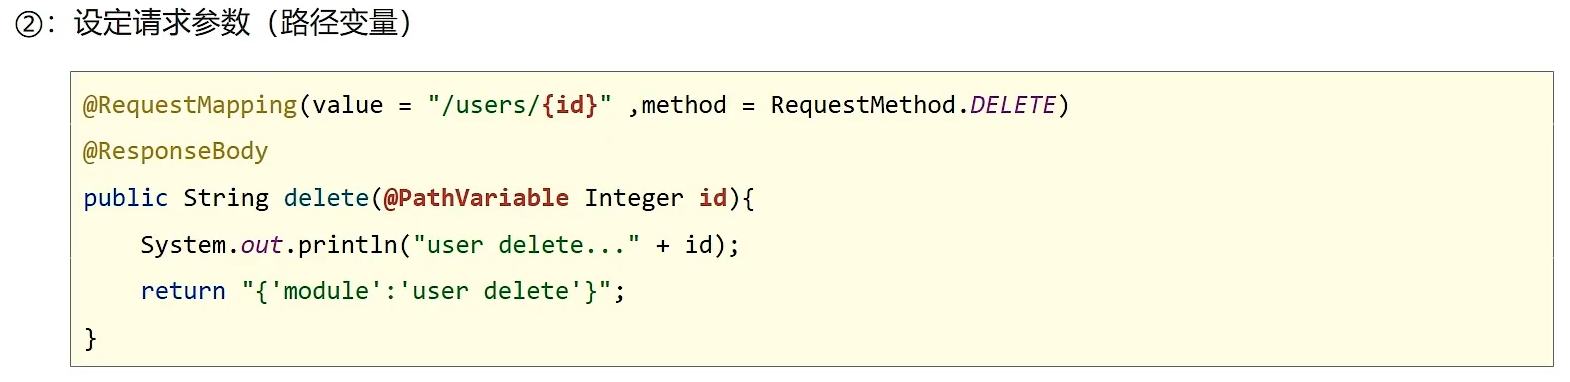 ②：设定请求参数（路径变量）
@RequestMapping(value = "/users/{id}" ,method = RequestMethod.DELETE)
@ResponseBody
public String delete(@PathVariable Integer id){
    System.out.println("user delete..." + id);
    return "{'module':'user delete'}";
}